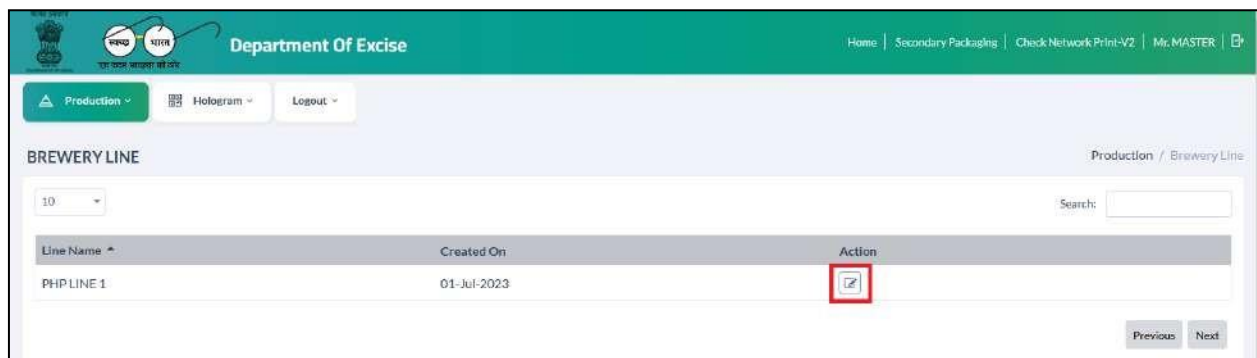 स्वच्छ भारत
एक कदम स्वच्छता की ओर
Department Of Excise
Home | Secondary Packaging | Check Network Print-V2 | Mr. MASTER |
Production
Hologram
Logout
BREWERY LINE
Production / Brewery Line
10
Search:
Line Name Created On Action
PHP LINE 1 01-Jul-2023
Previous Next